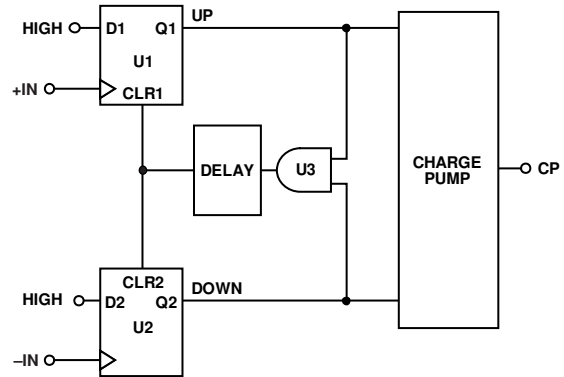 UP
HIGH D1 Q1
U1
+IN
CLR1
DELAY U3 CHARGE
PUMP CP
CLR2
DOWN
HIGH D2 Q2
U2
–IN